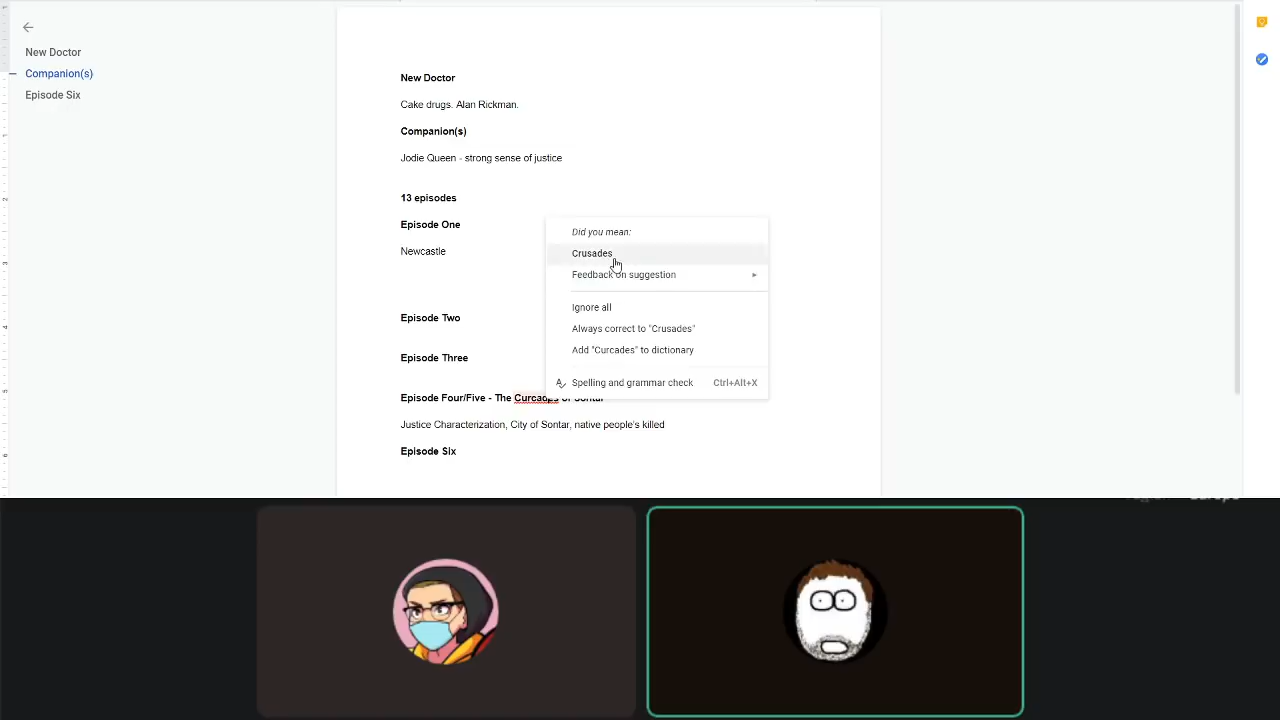 New Doctor
Companion(s)
Episode Six
New Doctor
Cake drugs. Alan Rickman.
Companion(s)
Jodie Queen - strong sense of justice
13 episodes
Episode One
Newcastle
Episode Two
Episode Three
Episode Four/Five - The Curcades of Sontar
Justice Characterization, City of Sontar, native people's killed
Episode Six
Did you mean:
Crusades
Feedback on suggestion
Ignore all
Always correct to "Crusades"
Add "Curcades" to dictionary
Spelling and grammar check Ctrl+Alt+X